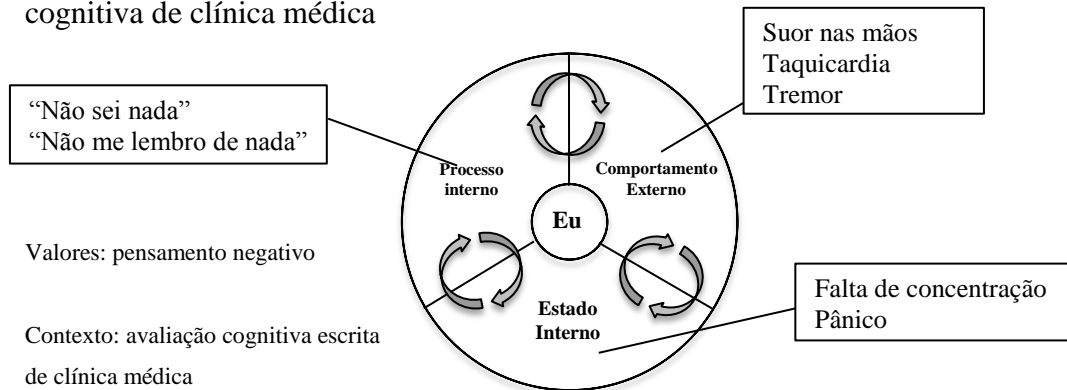 cognitiva de clínica médica
Suor nas mãos
Taquicardia
Tremor
“Não sei nada”
“Não me lembro de nada”
Processo
interno
Comportamento
Externo
Eu
Valores: pensamento negativo
Estado
Interno
Falta de concentração
Pânico
Contexto: avaliação cognitiva escrita
de clínica médica